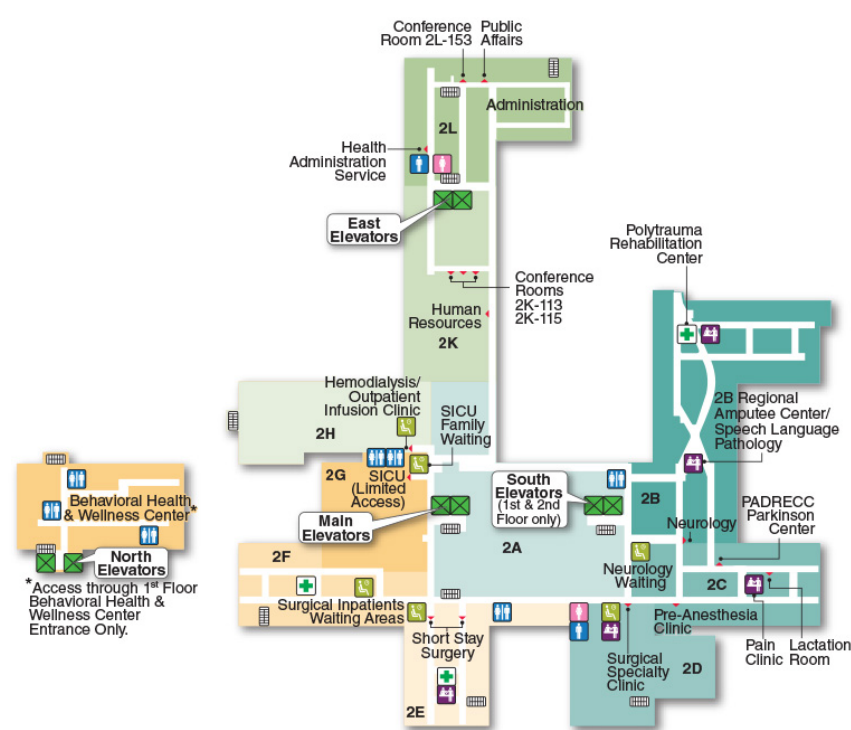 Conference
Room 2L-153
Public
Affairs
Administration
2L
Health
Administration
Service
East
Elevators
Polytrauma
Rehabilitation
Center
Conference
Rooms
2K-113
2K-115
Human
Resources
2K
Hemodialysis/
Outpatient
Infusion Clinic
2H
SICU
Family
Waiting
2B Regional
Amputee Center/
Speech Language
Pathology
2G
SICU
(Limited
Access)
South
Elevators
(1st & 2nd
Floor only)
2B
Behavioral Health
& Wellness Center*
Main
Elevators
PADRECC
Parkinson
Center
Neurology
North
Elevators
2F
2A
Neurology
Waiting
2C
*Access through 1st Floor
Behavioral Health &
Wellness Center
Entrance Only.
Surgical Inpatients
Waiting Areas
Short Stay
Surgery
Pre-Anesthesia
Clinic
Pain
Clinic
Lactation
Room
Surgical
Specialty
Clinic
2D
2E